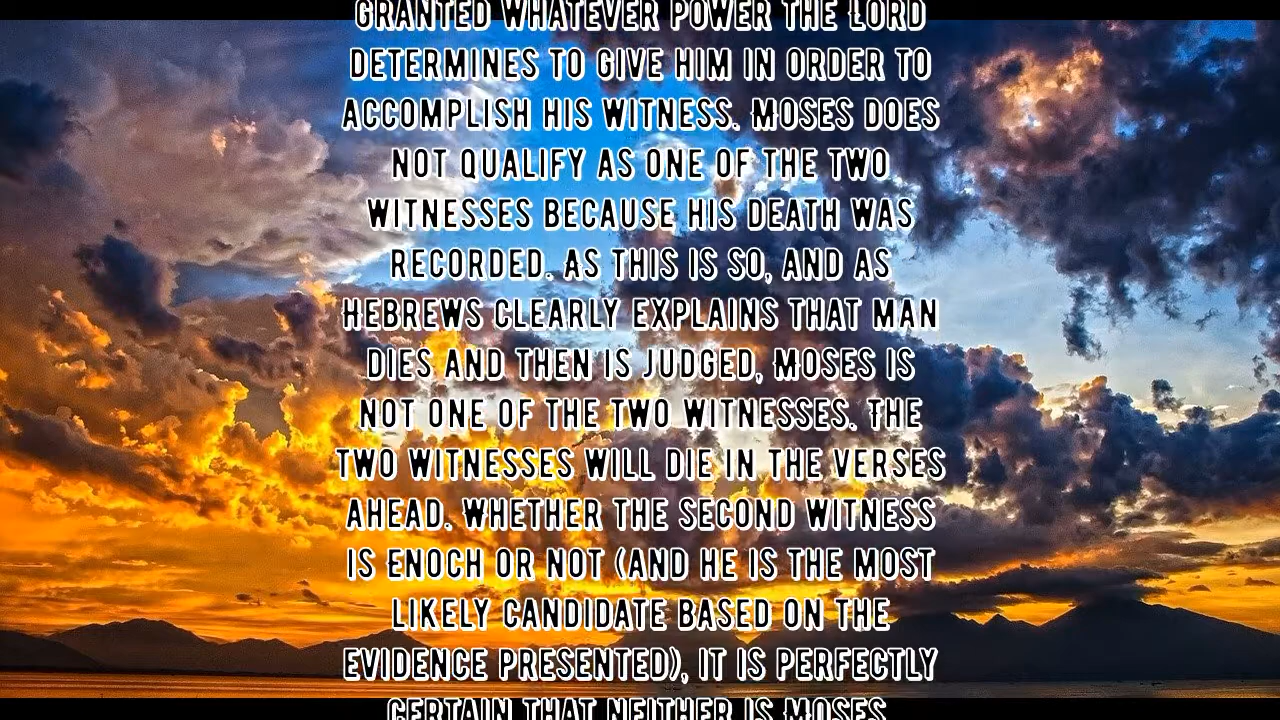 GRANTED WHATEVER POWER THE LORD
DETERMINES TO GIVE HIM IN ORDER TO
ACCOMPLISH HIS WITNESS. MOSES DOES
NOT QUALIFY AS ONE OF THE TWO
WITNESSES BECAUSE HIS DEATH WAS
RECORDED. AS THIS IS SO, AND AS
HEBREWS CLEARLY EXPLAINS THAT MAN
DIES AND THEN IS JUDGED, MOSES IS
NOT ONE OF THE TWO WITNESSES. THE
TWO WITNESSES WILL DIE IN THE VERSES
AHEAD. WHETHER THE SECOND WITNESS
IS ENOCH OR NOT (AND HE IS THE MOST
LIKELY CANDIDATE BASED ON THE
EVIDENCE PRESENTED), IT IS PERFECTLY
CERTAIN THAT NEITHER IS MOSES